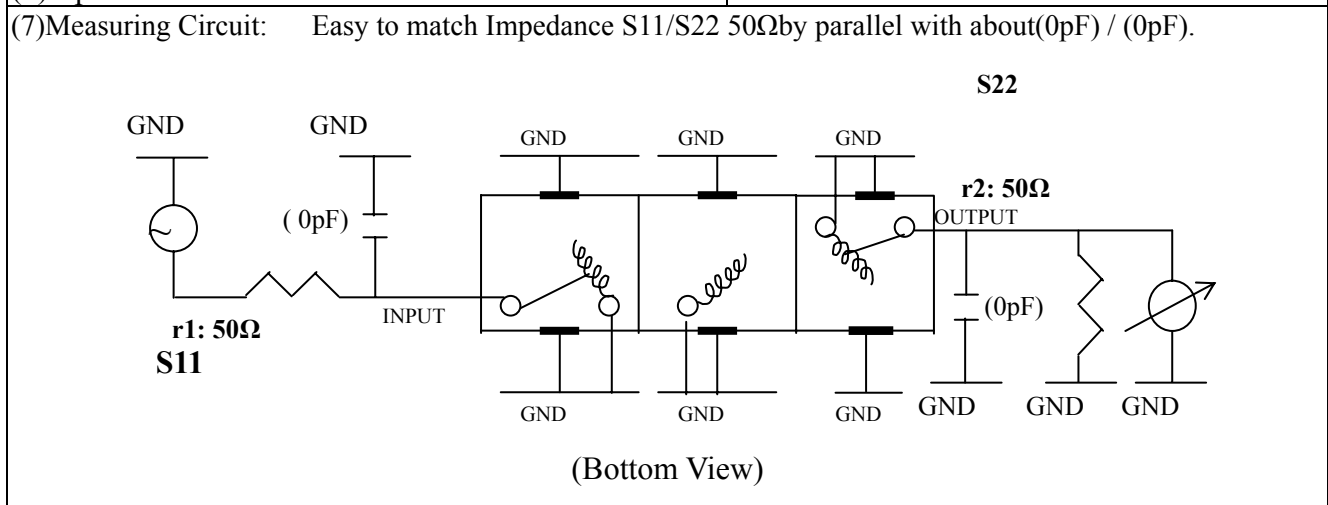 (7)Measuring Circuit: Easy to match Impedance S11/S22 50Ωby parallel with about(0pF) / (0pF).
S22
GND GND GND GND GND
r2: 50Ω
( 0pF) OUTPUT
(0pF)
INPUT
r1: 50Ω
S11
GND GND GND GND GND GND
(Bottom View)